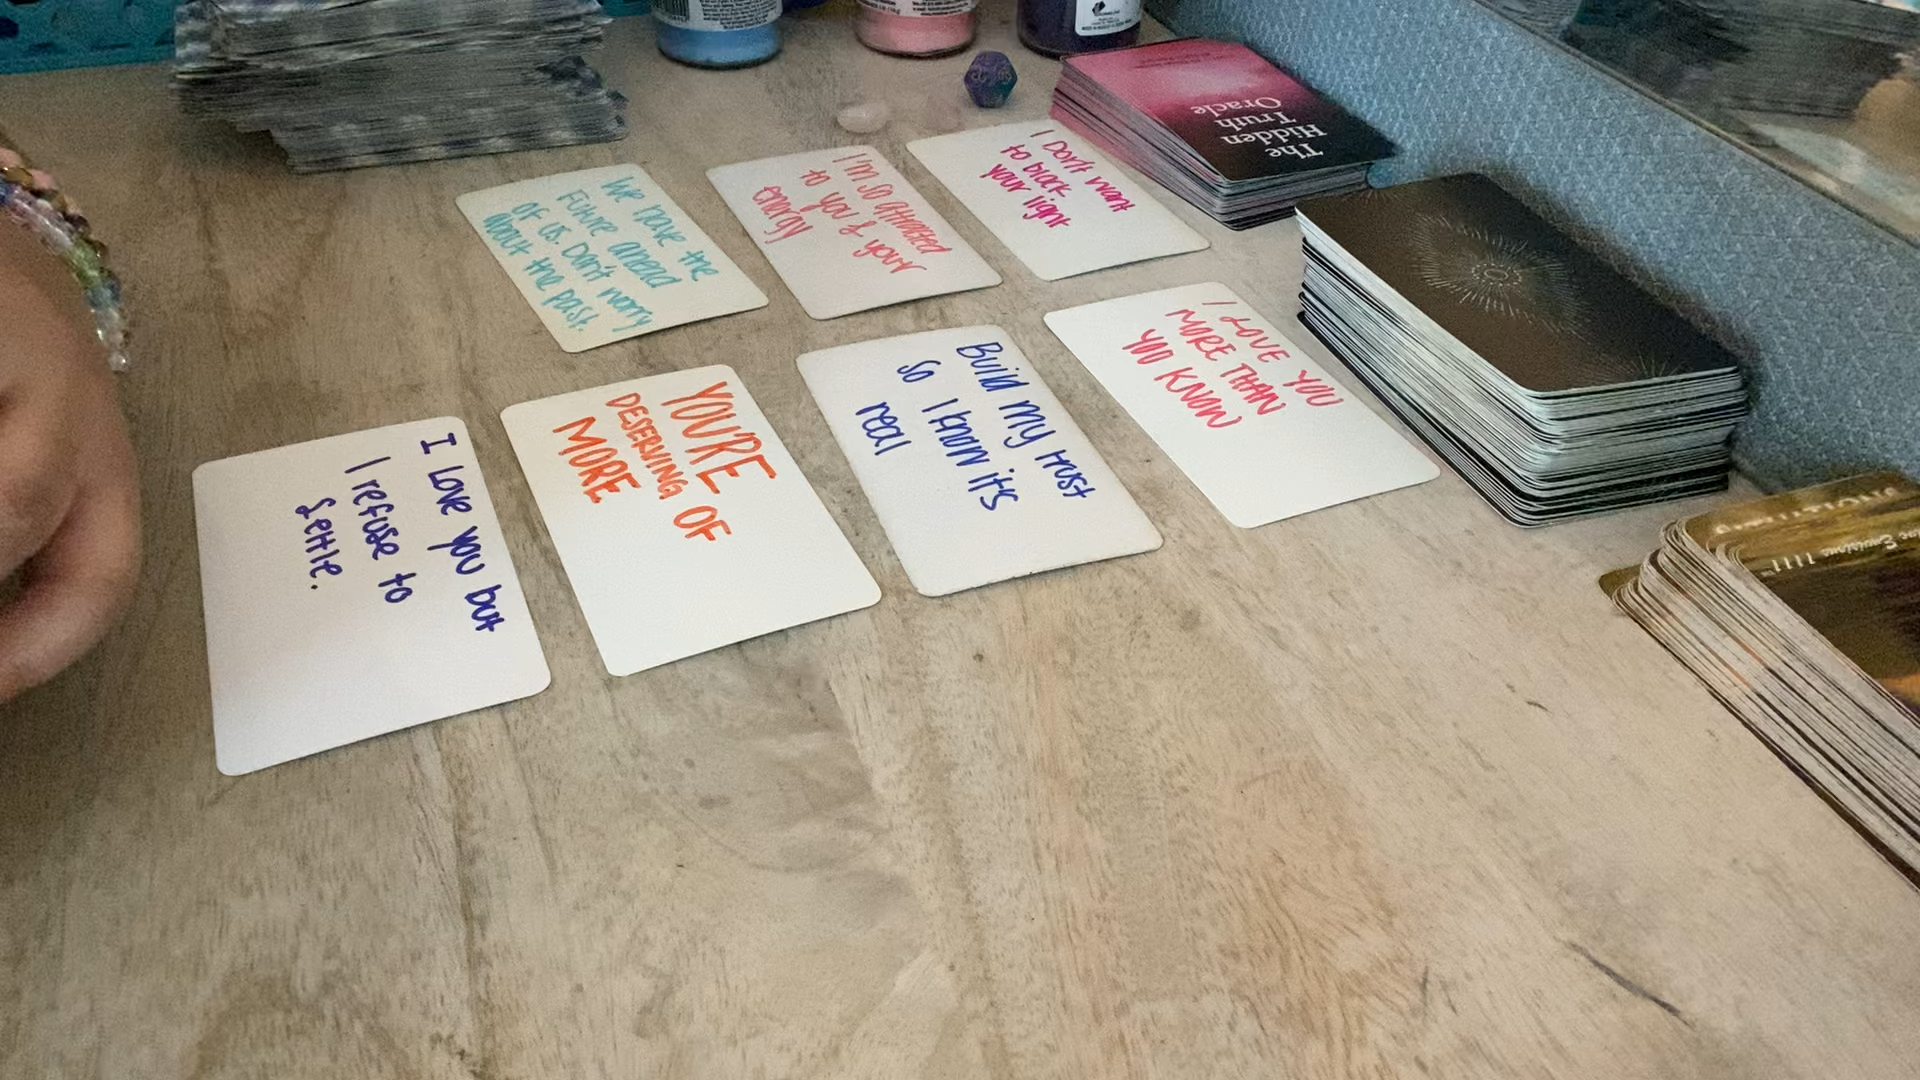 We have the
Future ahead
of us. Don't worry
about the past.
I'm so attracted
to you & your
energy
I Don't want
to block
your light
I love you but
I refuse to
settle.
YOU'RE
DESERVING OF
MORE
Build my trust
so I know it's
real
I LOVE YOU
MORE THAN
YOU KNOW
The
Hidden
Truth
Oracle